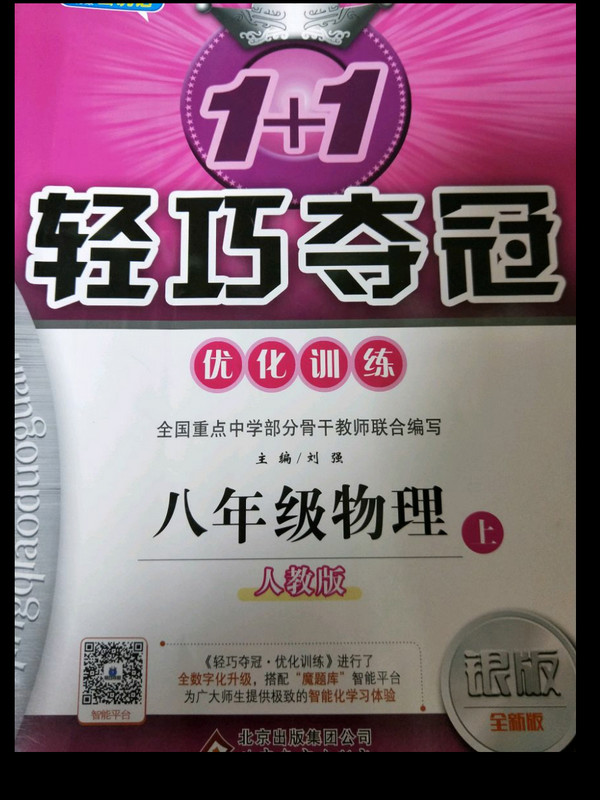 1+1
轻巧夺冠
优化训练
全国重点中学部分骨干教师联合编写
主编/刘强
八年级物理 上
人教版
《轻巧夺冠·优化训练》进行了
全数字化升级，搭配“魔题库”智能平台
为广大师生提供极致的智能化学习体验
智能平台
银版
全新版
北京出版集团公司